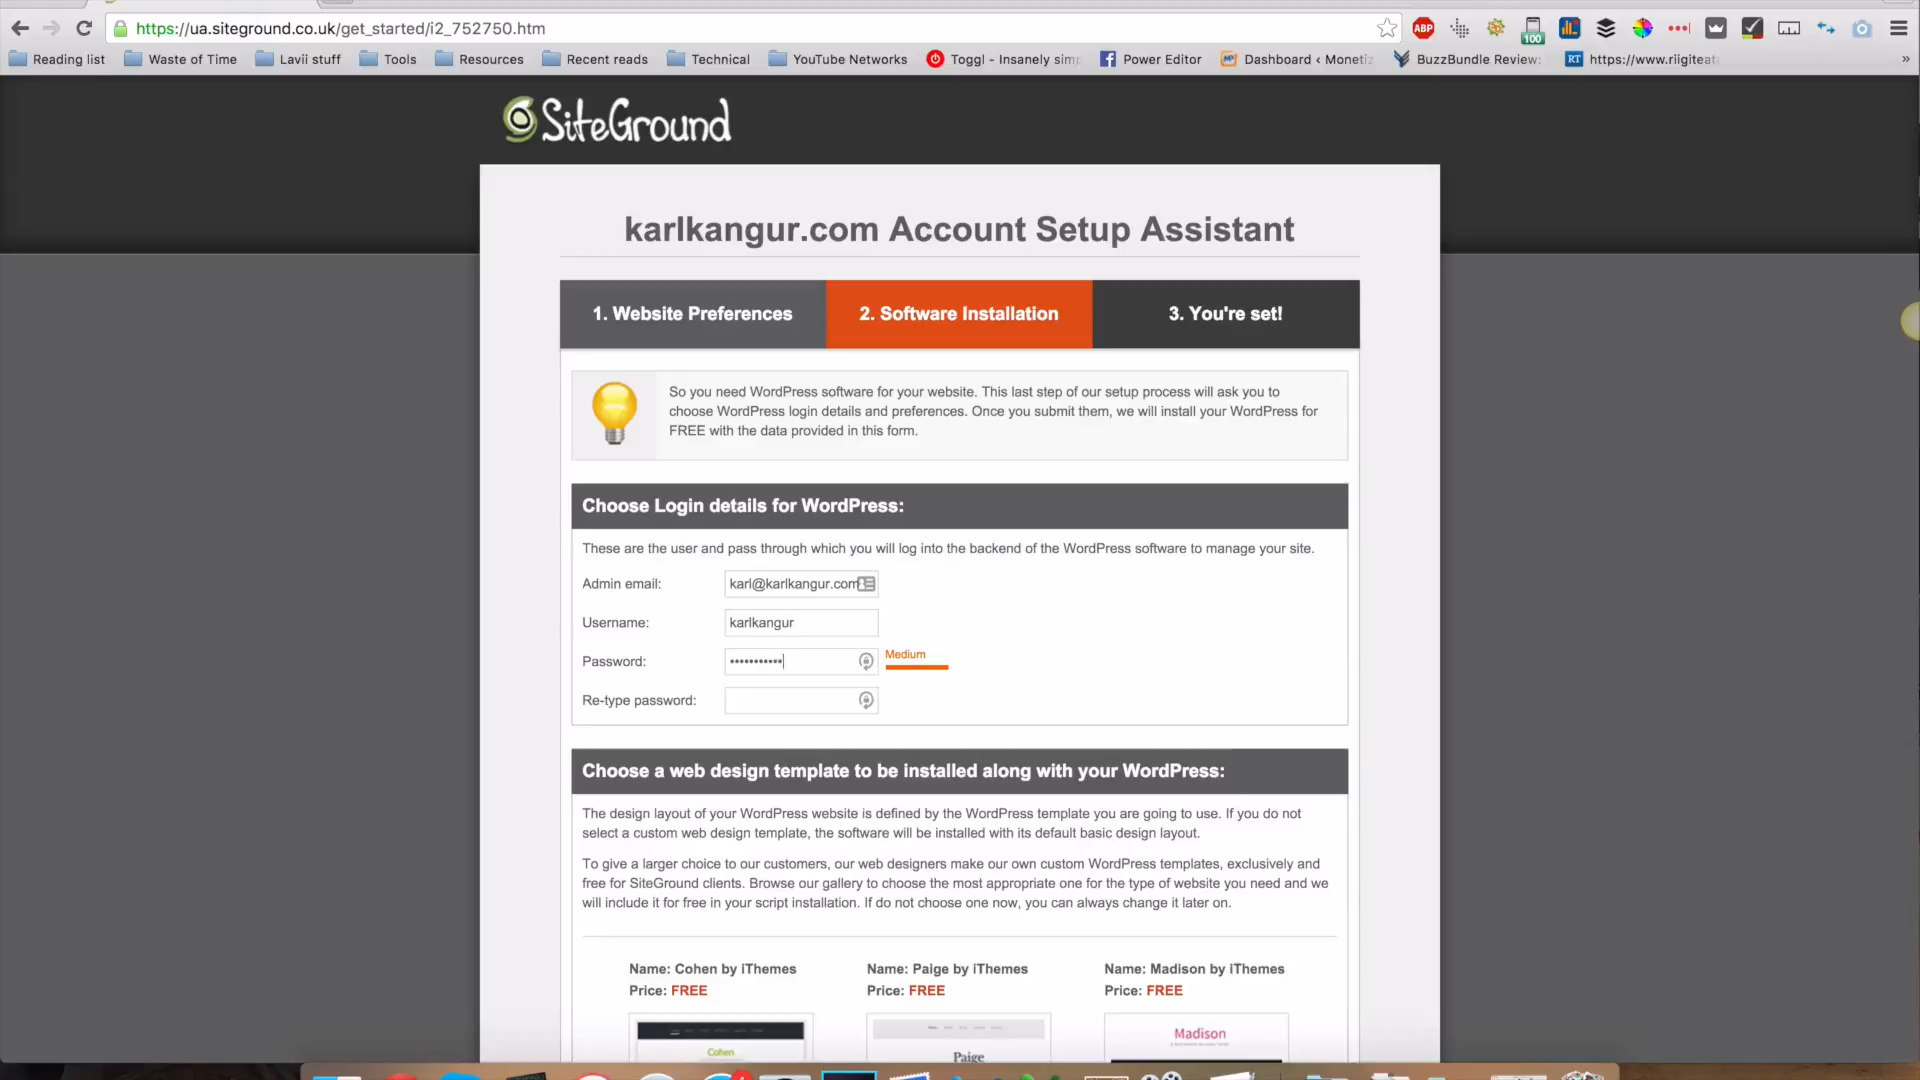 https://ua.siteground.co.uk/get_started/i2_752750.htm
ABP
100
Reading list
Waste of Time
Lavii stuff
Tools
Resources
Recent reads
Technical
YouTube Networks
Toggl - Insanely sim
Power Editor
Dashboard ‹ Monetiz
BuzzBundle Review:
RT
https://www.riigiteat
»
SiteGround
karlkangur.com Account Setup Assistant
1. Website Preferences
2. Software Installation
3. You're set!
So you need WordPress software for your website. This last step of our setup process will ask you to
choose WordPress login details and preferences. Once you submit them, we will install your WordPress for
FREE with the data provided in this form.
Choose Login details for WordPress:
These are the user and pass through which you will log into the backend of the WordPress software to manage your site.
Admin email:
karl@karlkangur.com
Username:
karlkangur
Password:
•••••••••••
Medium
Re-type password:
Choose a web design template to be installed along with your WordPress:
The design layout of your WordPress website is defined by the WordPress template you are going to use. If you do not
select a custom web design template, the software will be installed with its default basic design layout.
To give a larger choice to our customers, our web designers make our own custom WordPress templates, exclusively and
free for SiteGround clients. Browse our gallery to choose the most appropriate one for the type of website you need and we
will include it for free in your script installation. If do not choose one now, you can always change it later on.
Name: Cohen by iThemes
Price: FREE
Name: Paige by iThemes
Price: FREE
Name: Madison by iThemes
Price: FREE
Cohen
Paige
Madison